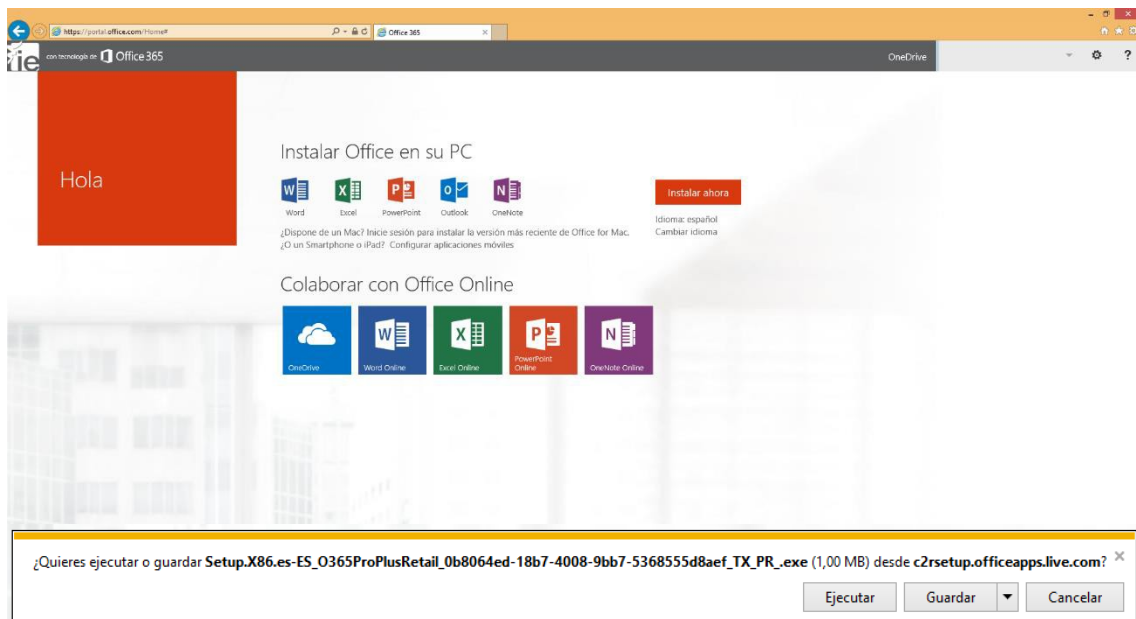 https://portal.office.com/Home#
Office 365
ie
con tecnología de Office 365
OneDrive
?
Hola
Instalar Office en su PC
Word
Excel
PowerPoint
Outlook
OneNote
Instalar ahora
¿Dispone de un Mac? Inicie sesión para instalar la versión más reciente de Office for Mac.
¿O un Smartphone o iPad? Configurar aplicaciones móviles
Idioma: español
Cambiar idioma
Colaborar con Office Online
OneDrive
Word Online
Excel Online
PowerPoint
Online
OneNote Online
¿Quieres ejecutar o guardar Setup.X86.es-ES_O365ProPlusRetail_0b8064ed-18b7-4008-9bb7-5368555d8aef_TX_PR_.exe (1,00 MB) desde c2rsetup.officeapps.live.com?
Ejecutar
Guardar
Cancelar